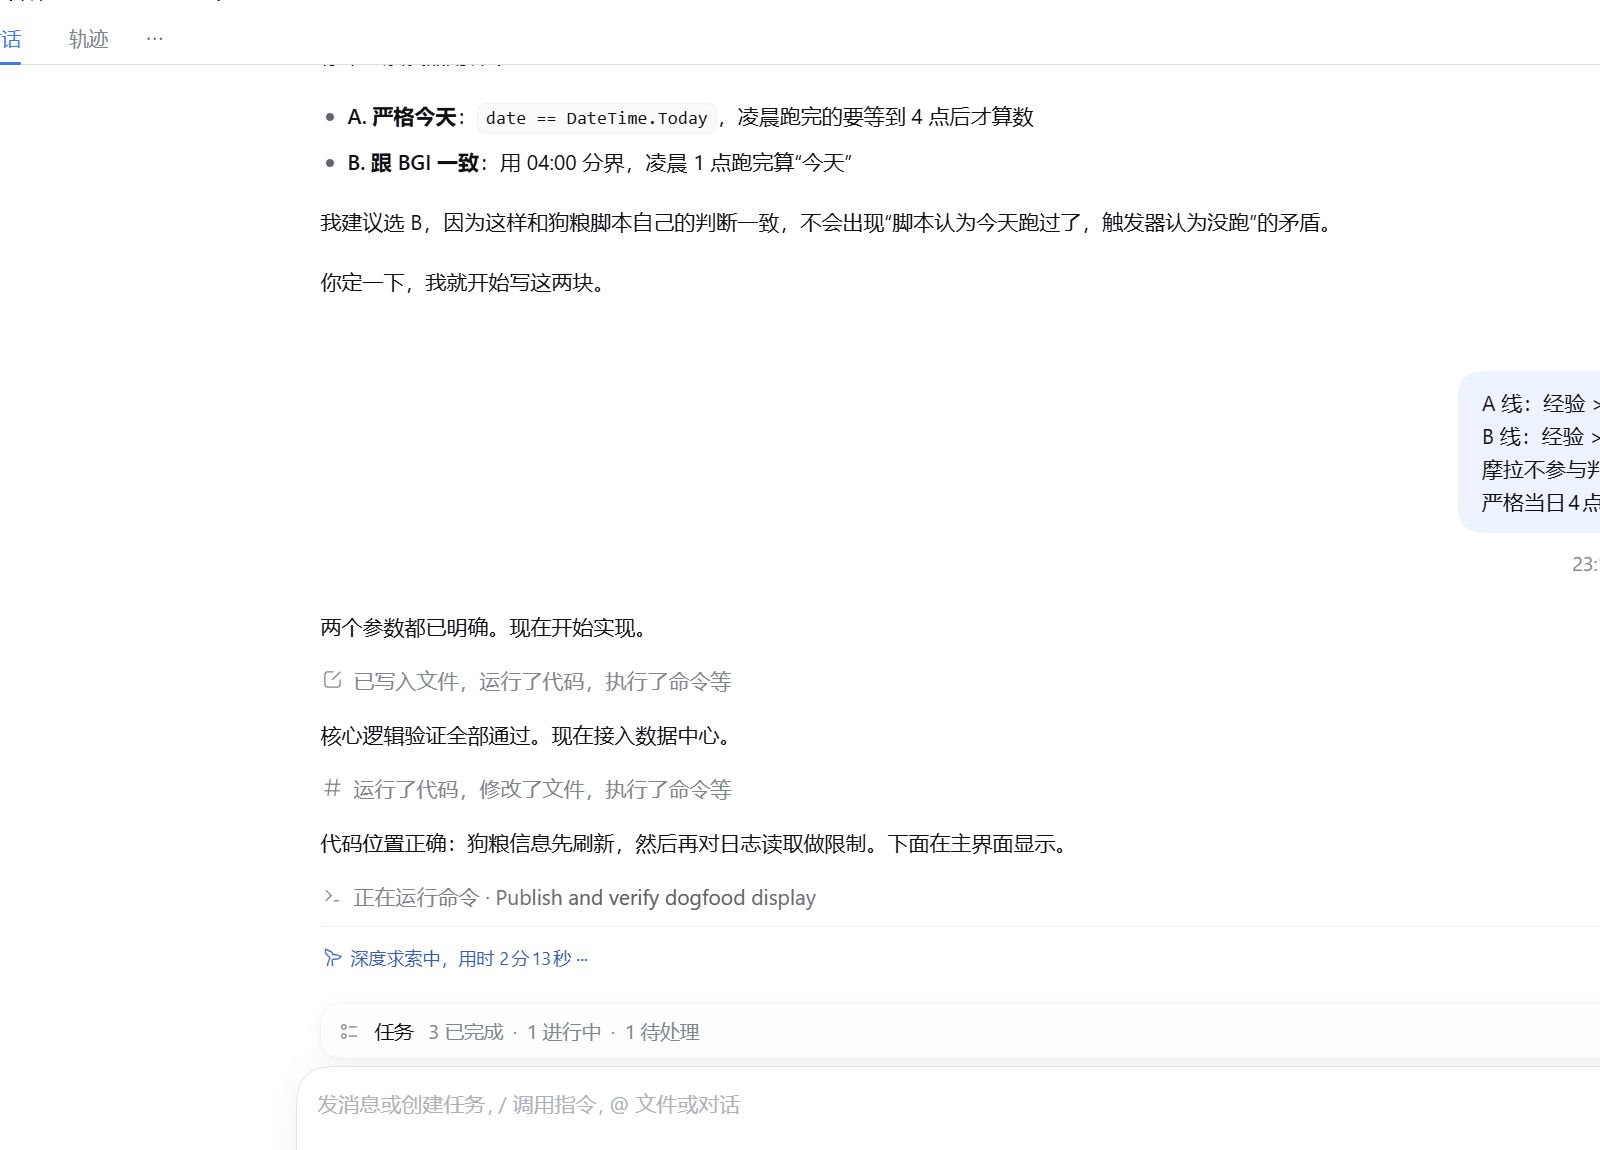 话 轨迹 ···
A. 严格今天：date == DateTime.Today，凌晨跑完的要等到 4 点后才算数
B. 跟 BGI 一致：用 04:00 分界，凌晨 1 点跑完算“今天”
我建议选 B，因为这样和狗粮脚本自己的判断一致，不会出现“脚本认为今天跑过了，触发器认为没跑”的矛盾。
你定一下，我就开始写这两块。
A 线：经验 >
B 线：经验 >
摩拉不参与判
严格当日4点
23:
两个参数都已明确。现在开始实现。
已写入文件，运行了代码，执行了命令等
核心逻辑验证全部通过。现在接入数据中心。
运行了代码，修改了文件，执行了命令等
代码位置正确：狗粮信息先刷新，然后再对日志读取做限制。下面在主界面显示。
正在运行命令 · Publish and verify dogfood display
深度求索中，用时 2分13秒 ···
任务 3 已完成 · 1 进行中 · 1 待处理
发消息或创建任务, / 调用指令, @ 文件或对话